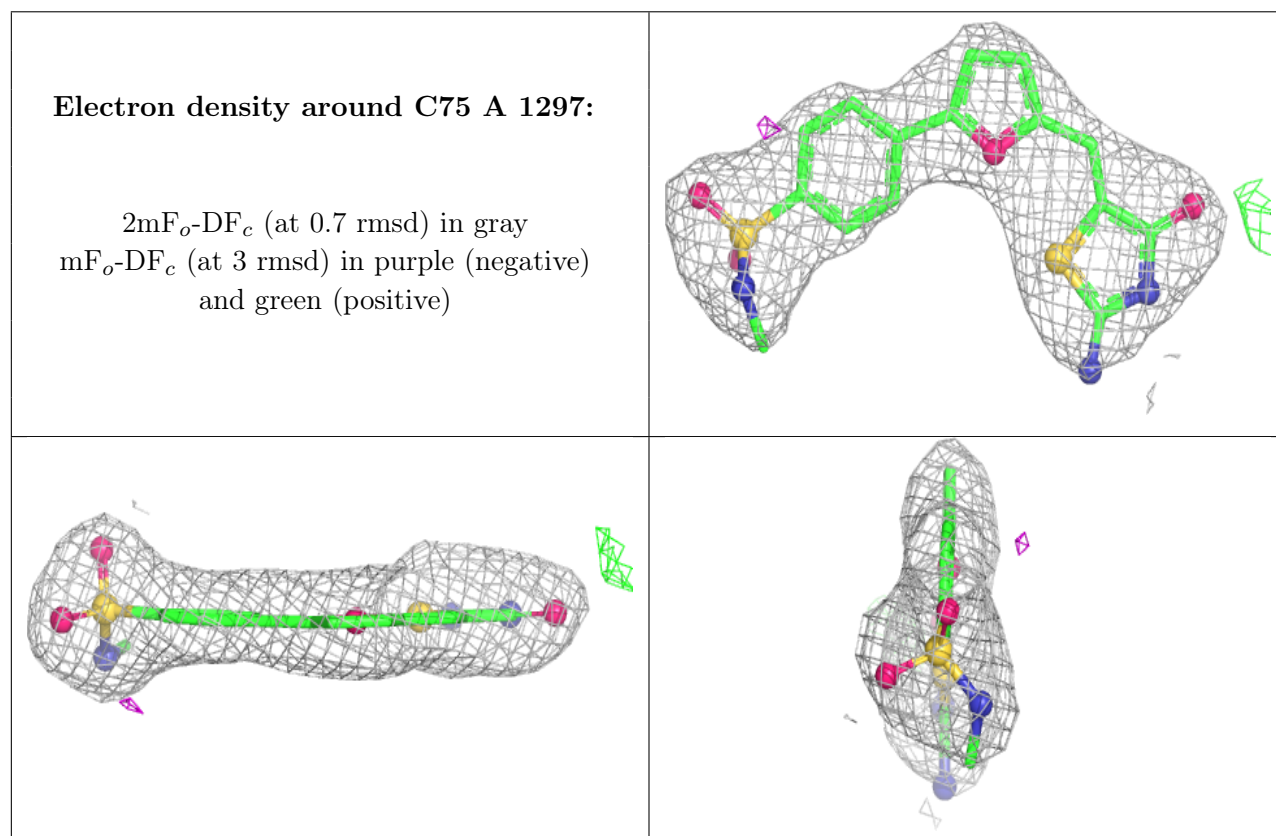 Electron density around C75 A 1297:
2mFo-DFc (at 0.7 rmsd) in gray
mFo-DFc (at 3 rmsd) in purple (negative)
and green (positive)